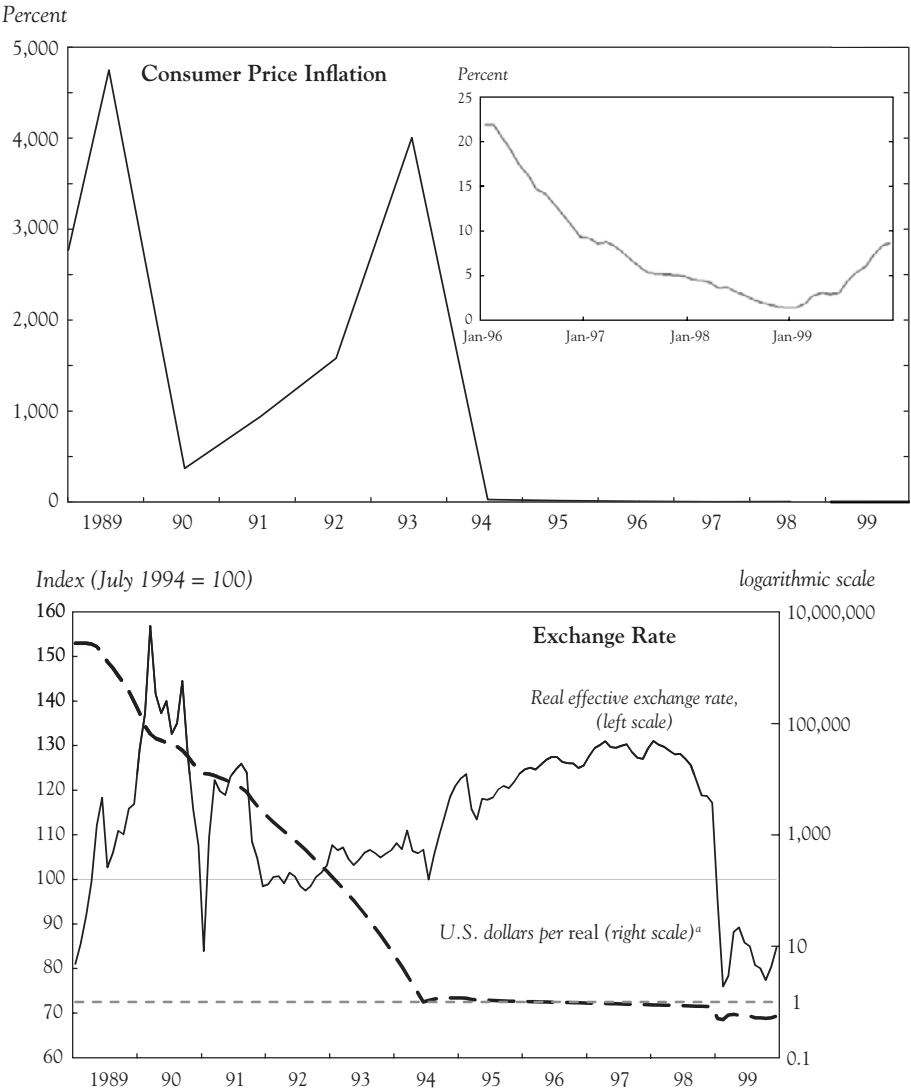 Percent
5,000
4,000
3,000
2,000
1,000
0
Consumer Price Inflation
Percent
25
20
15
10
5
0
Jan-96 Jan-97 Jan-98 Jan-99
1989 90 91 92 93 94 95 96 97 98 99
Index (July 1994 = 100)
logarithmic scale
160
150
140
130
120
110
100
90
80
70
60
Exchange Rate
Real effective exchange rate,
(left scale)
U.S. dollars per real (right scale)a
10,000,000
100,000
1,000
10
1
0.1
1989 90 91 92 93 94 95 96 97 98 99